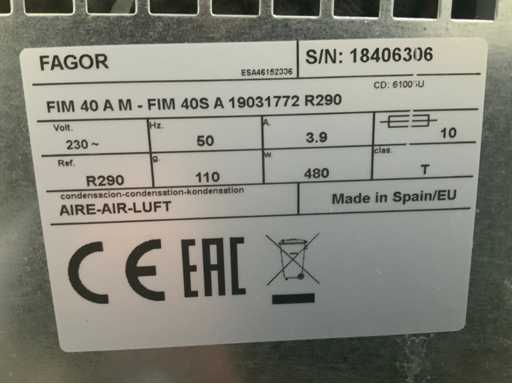 FAGOR
ESA46152336
S/N: 18406306
CD: 61005U
FIM 40 A M - FIM 40S A 19031772 R290
Volt. Hz. A.
230 ~ 50 3.9 10
Ref. g. w. clas.
R290 110 480 T
condensacion-condensation-kondensation
AIRE-AIR-LUFT
Made in Spain/EU
CE EAC